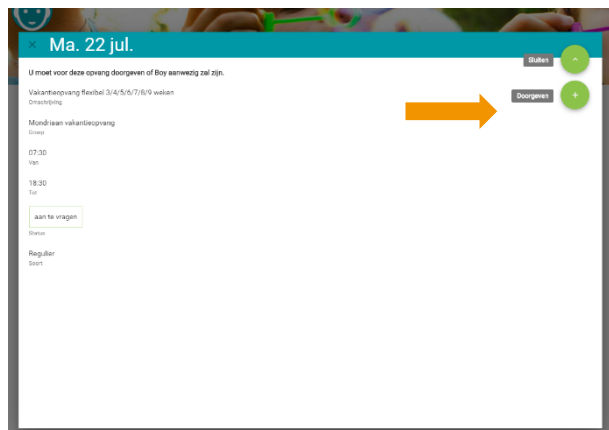 Ma. 22 jul.
Sluiten
U moet voor deze opvang doorgeven of Boy aanwezig zal zijn.
Vakantieopvang flexibel 3/4/5/6/7/8/9 weken
Omschrijving
Doorgeven
Mondriaan vakantieopvang
Groep
07:30
Van
18:30
Tot
aan te vragen
Status
Regulier
Soort